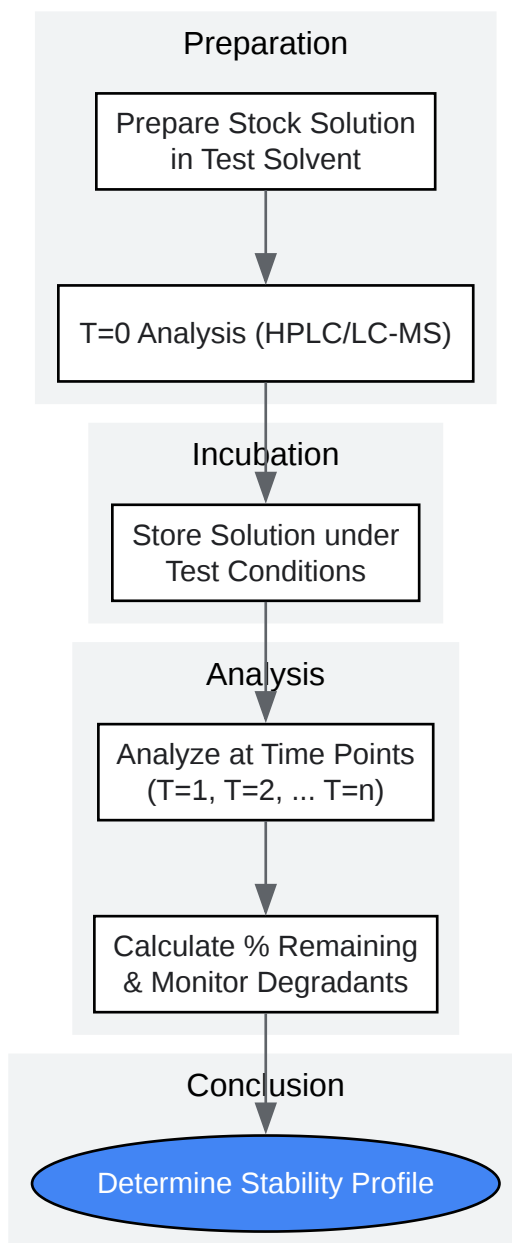 Preparation
Prepare Stock Solution
in Test Solvent
T=0 Analysis (HPLC/LC-MS)
Incubation
Store Solution under
Test Conditions
Analysis
Analyze at Time Points
(T=1, T=2, ... T=n)
Calculate % Remaining
& Monitor Degradants
Conclusion
Determine Stability Profile